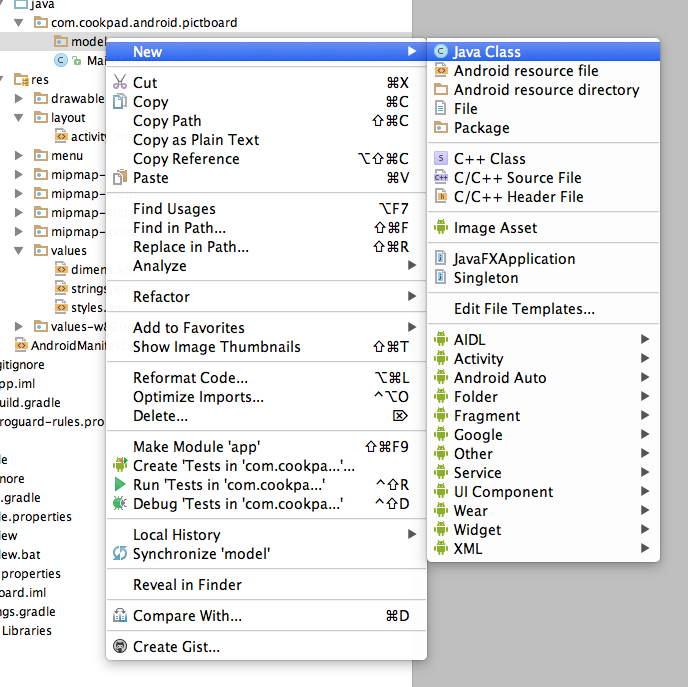 java
com.cookpad.android.pictboard
model
Mai
res
drawable
layout
activity
menu
mipmap-
mipmap-
mipmap-
mipmap-
values
dimen
strings
styles.
values-w8
AndroidManifes
gitignore
pp.iml
uild.gradle
roguard-rules.pro
le
nore
.gradle
le.properties
lew
lew.bat
properties
oard.iml
ngs.gradle
Libraries
New
Cut ⌘X
Copy ⌘C
Copy Path ⇧⌘C
Copy as Plain Text
Copy Reference ⌥⇧⌘C
Paste ⌘V
Find Usages ⌥F7
Find in Path... ⇧⌘F
Replace in Path... ⇧⌘R
Analyze
Refactor
Add to Favorites
Show Image Thumbnails ⇧⌘T
Reformat Code... ⌥⌘L
Optimize Imports... ^⌥O
Delete... ⌦
Make Module 'app' ⇧⌘F9
Create 'Tests in 'com.cookpa...'...
Run 'Tests in 'com.cookpa...' ^⇧R
Debug 'Tests in 'com.cookpa...' ^⇧D
Local History
Synchronize 'model'
Reveal in Finder
Compare With... ⌘D
Create Gist...
Java Class
Android resource file
Android resource directory
File
Package
C++ Class
C/C++ Source File
C/C++ Header File
Image Asset
JavaFXApplication
Singleton
Edit File Templates...
AIDL
Activity
Android Auto
Folder
Fragment
Google
Other
Service
UI Component
Wear
Widget
XML